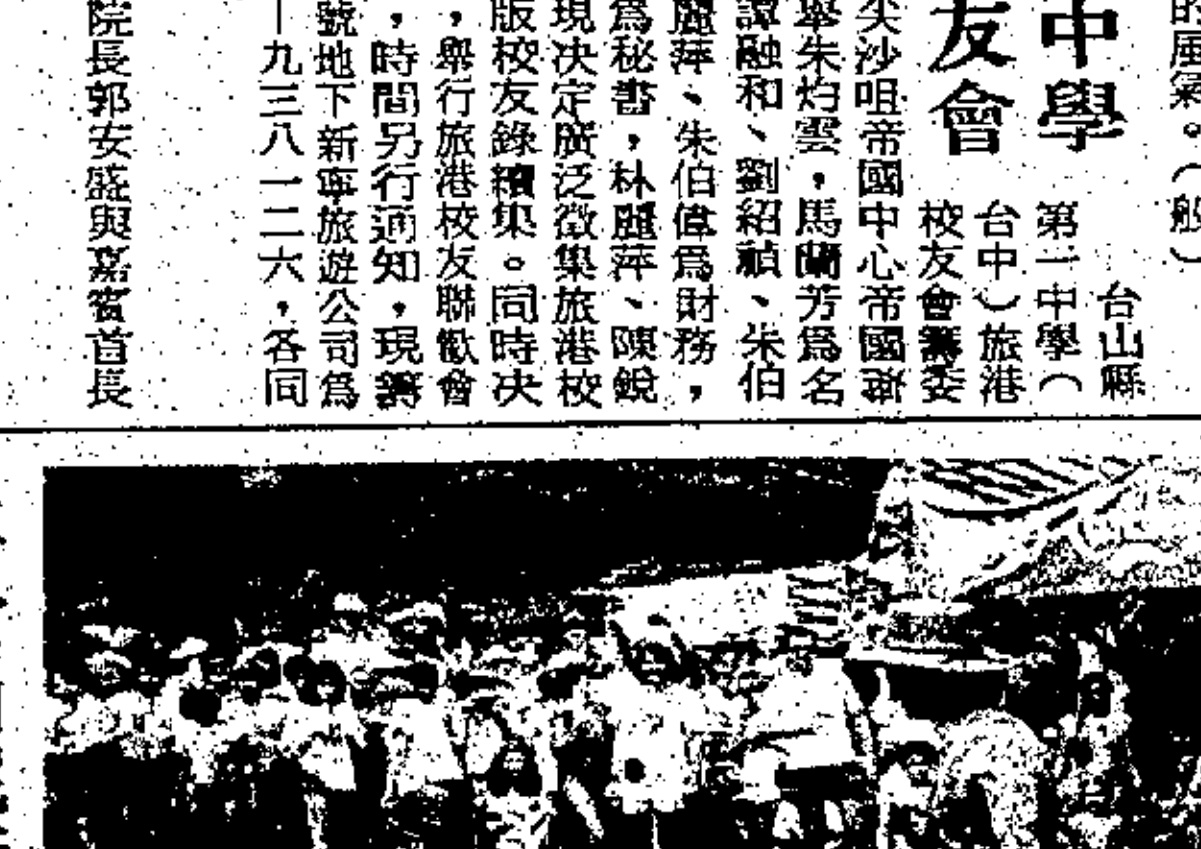 的風氣。(般)
中學
友會
台山縣
第一中學(
台中)旅港
校友會籌委
尖沙咀帝國中心帝國
舉朱灼雲,馬蘭芳爲名
譚融和、劉紹禎、朱伯
麗萍、朱伯偉爲財務,
爲秘書,林麗萍、陳銳
現决定廣泛徵集旅港校
版校友錄續集。同時决
,舉行旅港校友聯歡會
,時間另行通知,現籌
號地下新寧旅遊公司爲
一九三八一二六,各同
院長郭安盛與嘉賓首長